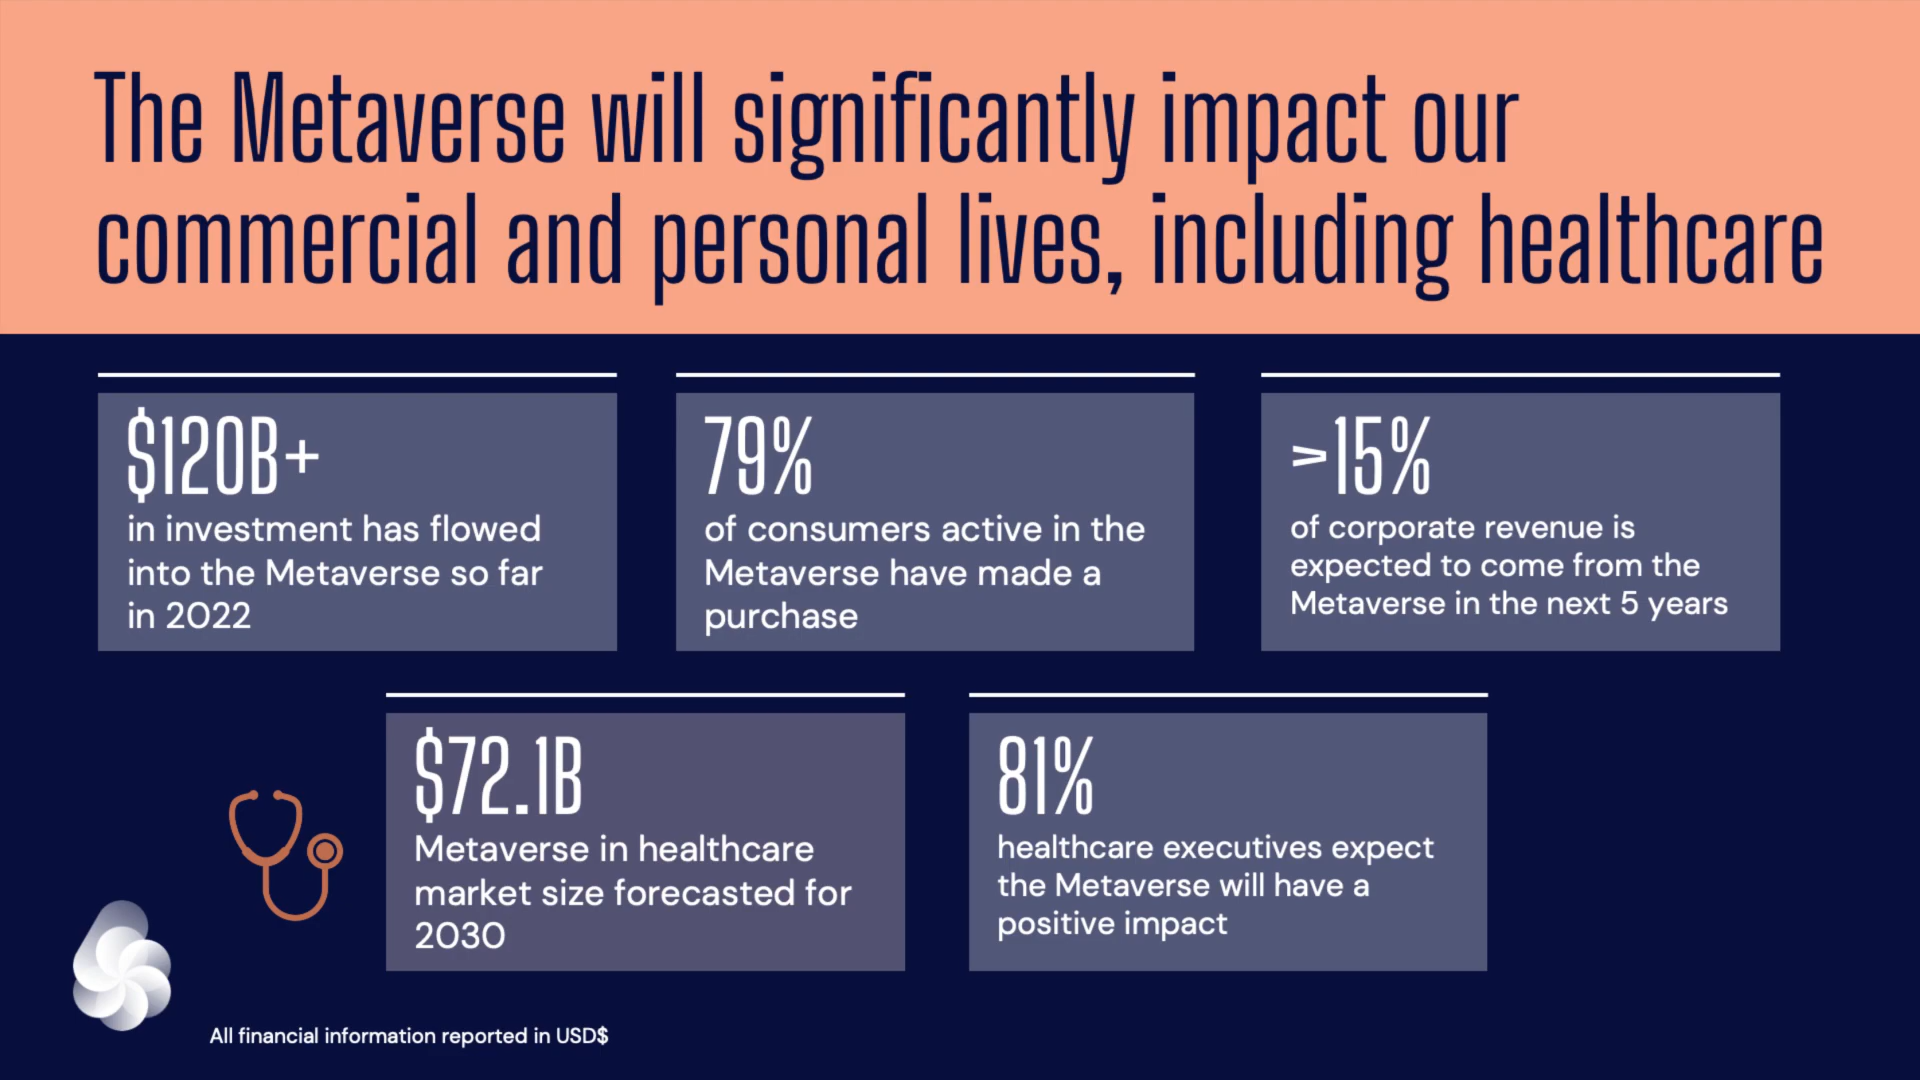 The Metaverse will significantly impact our
commercial and personal lives, including healthcare
$120B+
in investment has flowed
into the Metaverse so far
in 2022
79%
of consumers active in the
Metaverse have made a
purchase
>15%
of corporate revenue is
expected to come from the
Metaverse in the next 5 years
$72.1B
Metaverse in healthcare
market size forecasted for
2030
81%
healthcare executives expect
the Metaverse will have a
positive impact
All financial information reported in USD$